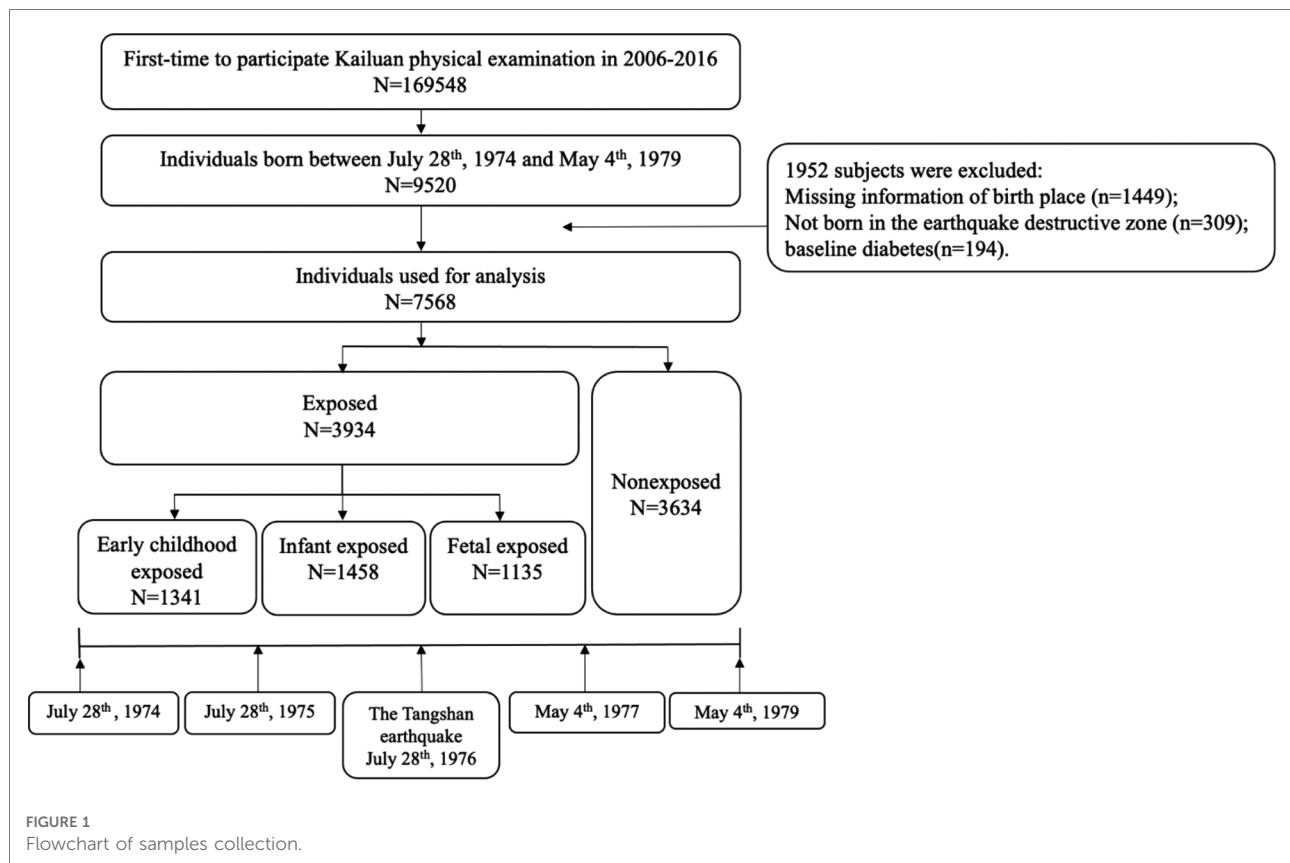 First-time to participate Kailuan physical examination in 2006-2016
N=169548
Individuals born between July 28th, 1974 and May 4th, 1979
N=9520
1952 subjects were excluded:
Missing information of birth place (n=1449);
Not born in the earthquake destructive zone (n=309);
baseline diabetes(n=194).
Individuals used for analysis
N=7568
Exposed
N=3934
Nonexposed
N=3634
Early childhood
exposed
N=1341
Infant exposed
N=1458
Fetal exposed
N=1135
July 28th, 1974
July 28th, 1975
The Tangshan
earthquake
July 28th, 1976
May 4th, 1977
May 4th, 1979
FIGURE 1
Flowchart of samples collection.